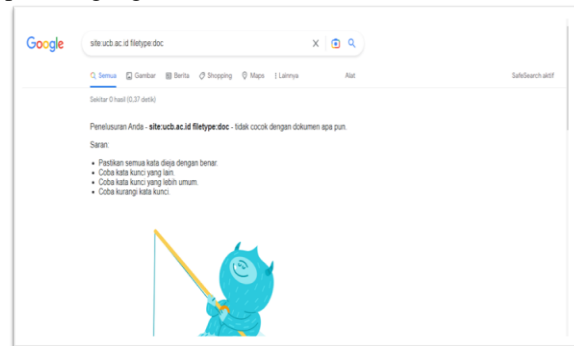 Google
site:ucb.ac.id filetype:doc
Semua Gambar Berita Shopping Maps Lainnya Alat SafeSearch aktif
Sekitar 0 hasil (0,37 detik)
Penelusuran Anda - site:ucb.ac.id filetype:doc - tidak cocok dengan dokumen apa pun.
Saran:
Pastikan semua kata dieja dengan benar.
Coba kata kunci yang lain.
Coba kata kunci yang lebih umum.
Coba kurangi kata kunci.